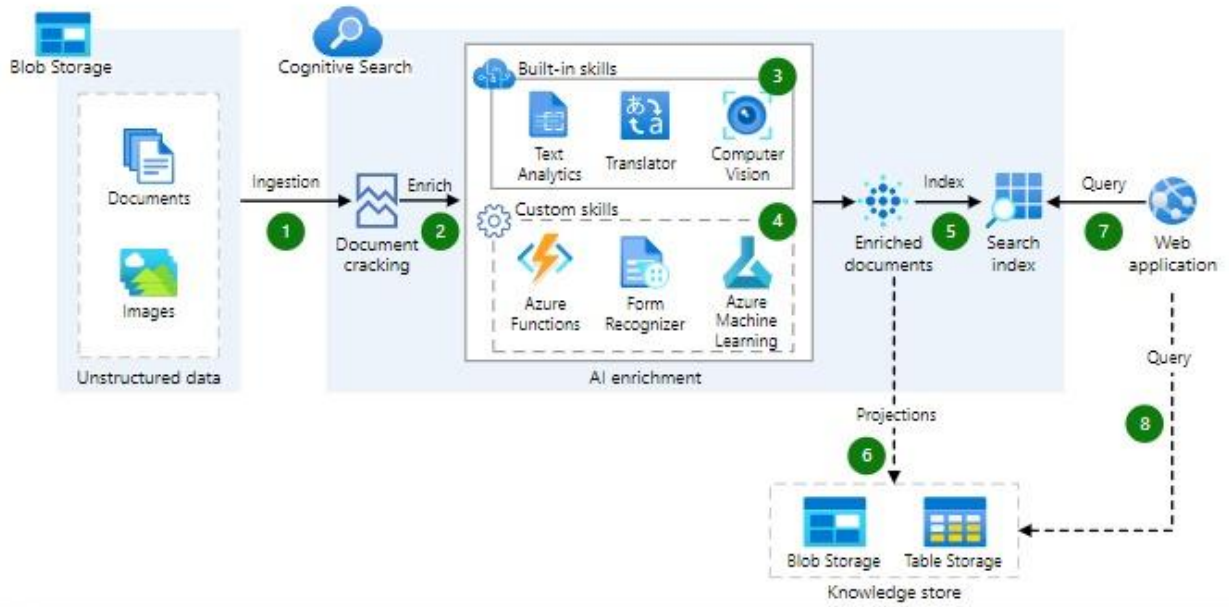 Blob Storage
Cognitive Search
Built-in skills
3
あ
a
Text
Analytics
Translator
Computer
Vision
Documents
Images
Unstructured data
Ingestion
1
Document
cracking
Enrich
2
Custom skills
4
Azure
Functions
Form
Recognizer
Azure
Machine
Learning
AI enrichment
Enriched
documents
Index
5
Search
index
Query
7
Web
application
Query
8
Projections
6
Blob Storage
Table Storage
Knowledge store